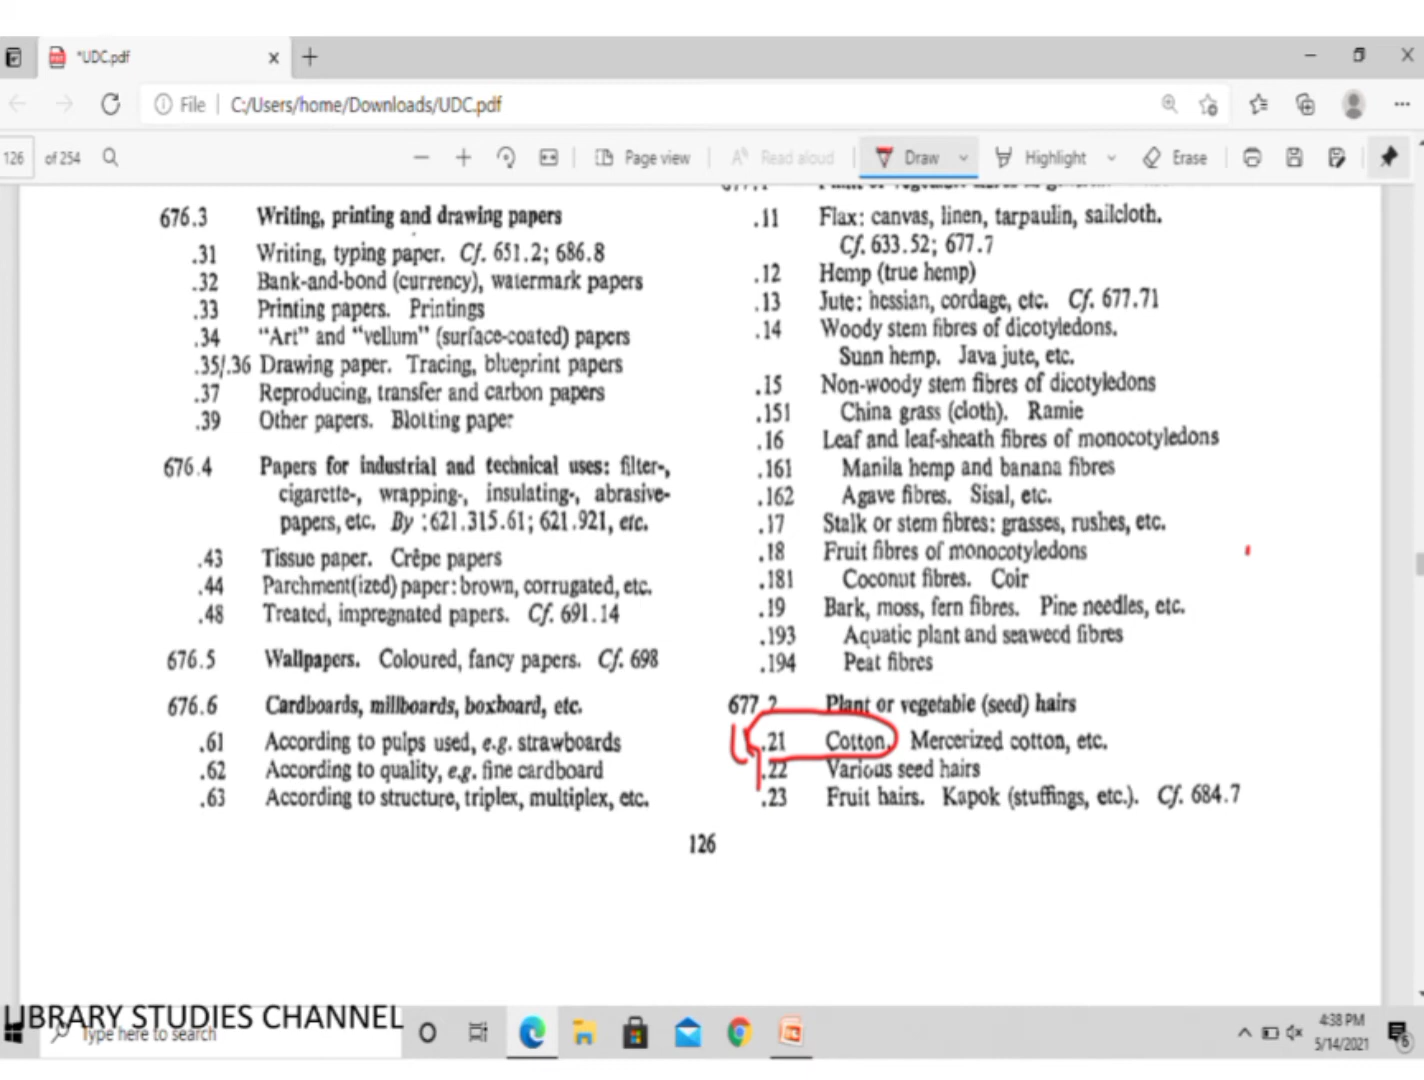 *UDC.pdf
File | C:/Users/home/Downloads/UDC.pdf
126 of 254
Page view
Read aloud
Draw
Highlight
Erase
676.3 Writing, printing and drawing papers
.31 Writing, typing paper. Cf. 651.2; 686.8
.32 Bank-and-bond (currency), watermark papers
.33 Printing papers. Printings
.34 “Art” and “vellum” (surface-coated) papers
.35/.36 Drawing paper. Tracing, blueprint papers
.37 Reproducing, transfer and carbon papers
.39 Other papers. Blotting paper
676.4 Papers for industrial and technical uses: filter-,
cigarette-, wrapping-, insulating-, abrasive-
papers, etc. By :621.315.61; 621.921, etc.
.43 Tissue paper. Crêpe papers
.44 Parchment(ized) paper: brown, corrugated, etc.
.48 Treated, impregnated papers. Cf. 691.14
676.5 Wallpapers. Coloured, fancy papers. Cf. 698
676.6 Cardboards, millboards, boxboard, etc.
.61 According to pulps used, e.g. strawboards
.62 According to quality, e.g. fine cardboard
.63 According to structure, triplex, multiplex, etc.
.11 Flax: canvas, linen, tarpaulin, sailcloth.
Cf. 633.52; 677.7
.12 Hemp (true hemp)
.13 Jute: hessian, cordage, etc. Cf. 677.71
.14 Woody stem fibres of dicotyledons.
Sunn hemp. Java jute, etc.
.15 Non-woody stem fibres of dicotyledons
.151 China grass (cloth). Ramie
.16 Leaf and leaf-sheath fibres of monocotyledons
.161 Manila hemp and banana fibres
.162 Agave fibres. Sisal, etc.
.17 Stalk or stem fibres: grasses, rushes, etc.
.18 Fruit fibres of monocotyledons
.181 Coconut fibres. Coir
.19 Bark, moss, fern fibres. Pine needles, etc.
.193 Aquatic plant and seaweed fibres
.194 Peat fibres
677.2 Plant or vegetable (seed) hairs
.21 Cotton. Mercerized cotton, etc.
.22 Various seed hairs
.23 Fruit hairs. Kapok (stuffings, etc.). Cf. 684.7
126
LIBRARY STUDIES CHANNEL
Type here to search
4:38 PM
5/14/2021